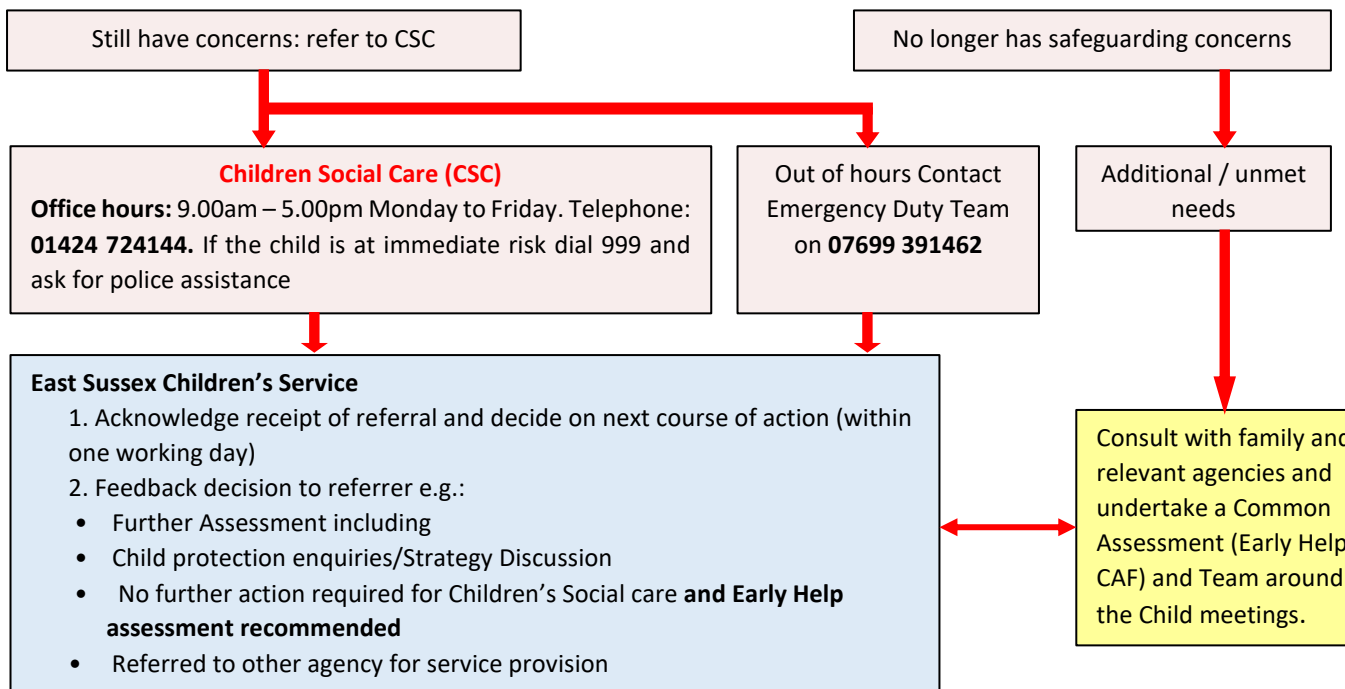 Still have concerns: refer to CSC
No longer has safeguarding concerns
Children Social Care (CSC)
Office hours: 9.00am – 5.00pm Monday to Friday. Telephone:
01424 724144. If the child is at immediate risk dial 999 and
ask for police assistance
Out of hours Contact
Emergency Duty Team
on 07699 391462
Additional / unmet
needs
East Sussex Children’s Service
1. Acknowledge receipt of referral and decide on next course of action (within
one working day)
2. Feedback decision to referrer e.g.:
• Further Assessment including
• Child protection enquiries/Strategy Discussion
• No further action required for Children’s Social care and Early Help
assessment recommended
• Referred to other agency for service provision
Consult with family and
relevant agencies and
undertake a Common
Assessment (Early Help
CAF) and Team around
the Child meetings.